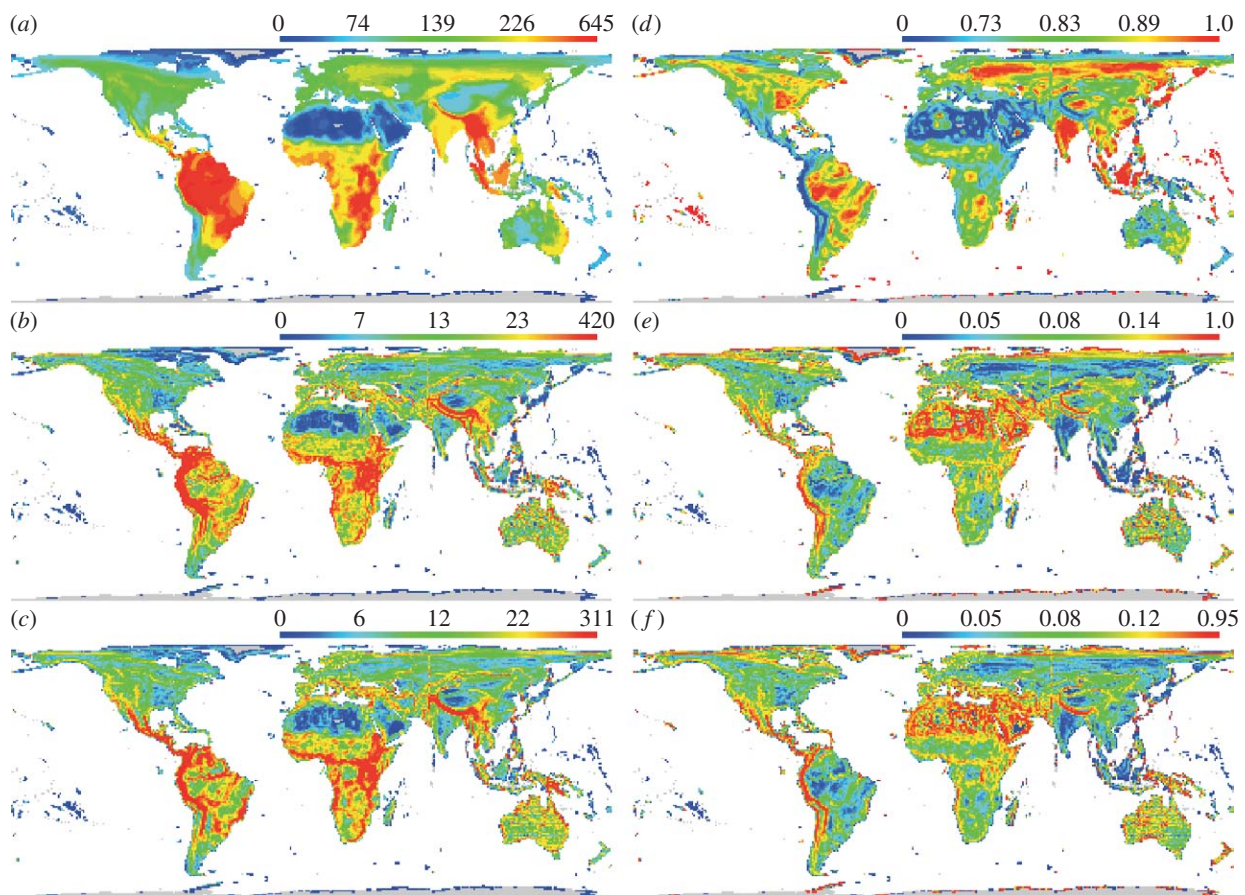 (a) 0 74 139 226 645
(d) 0 0.73 0.83 0.89 1.0
(b) 0 7 13 23 420
(e) 0 0.05 0.08 0.14 1.0
(c) 0 6 12 22 311
(f) 0 0.05 0.08 0.12 0.95